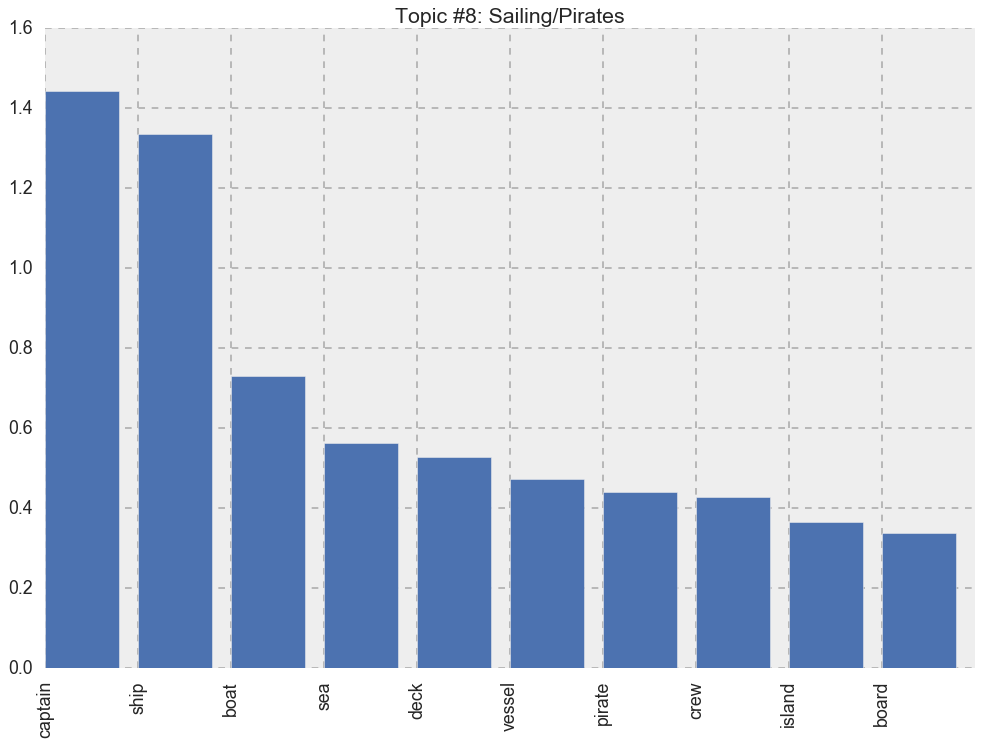 Topic #8: Sailing/Pirates
1.6
1.4
1.2
1.0
0.8
0.6
0.4
0.2
0.0
captain
ship
boat
sea
deck
vessel
pirate
crew
island
board